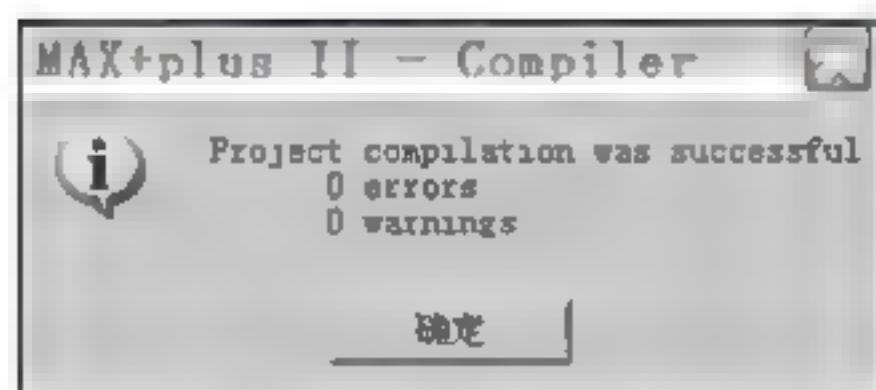 MAX+plus II - Compiler
Project compilation was successful
0 errors
0 warnings
确定